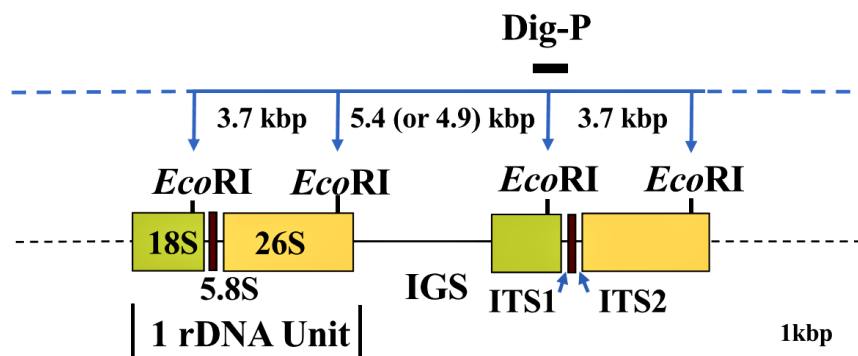 Dig-P
3.7 kbp 5.4 (or 4.9) kbp 3.7 kbp
EcoRI EcoRI EcoRI EcoRI
18S 26S
5.8S IGS ITS1 ITS2
1 rDNA Unit 1kbp